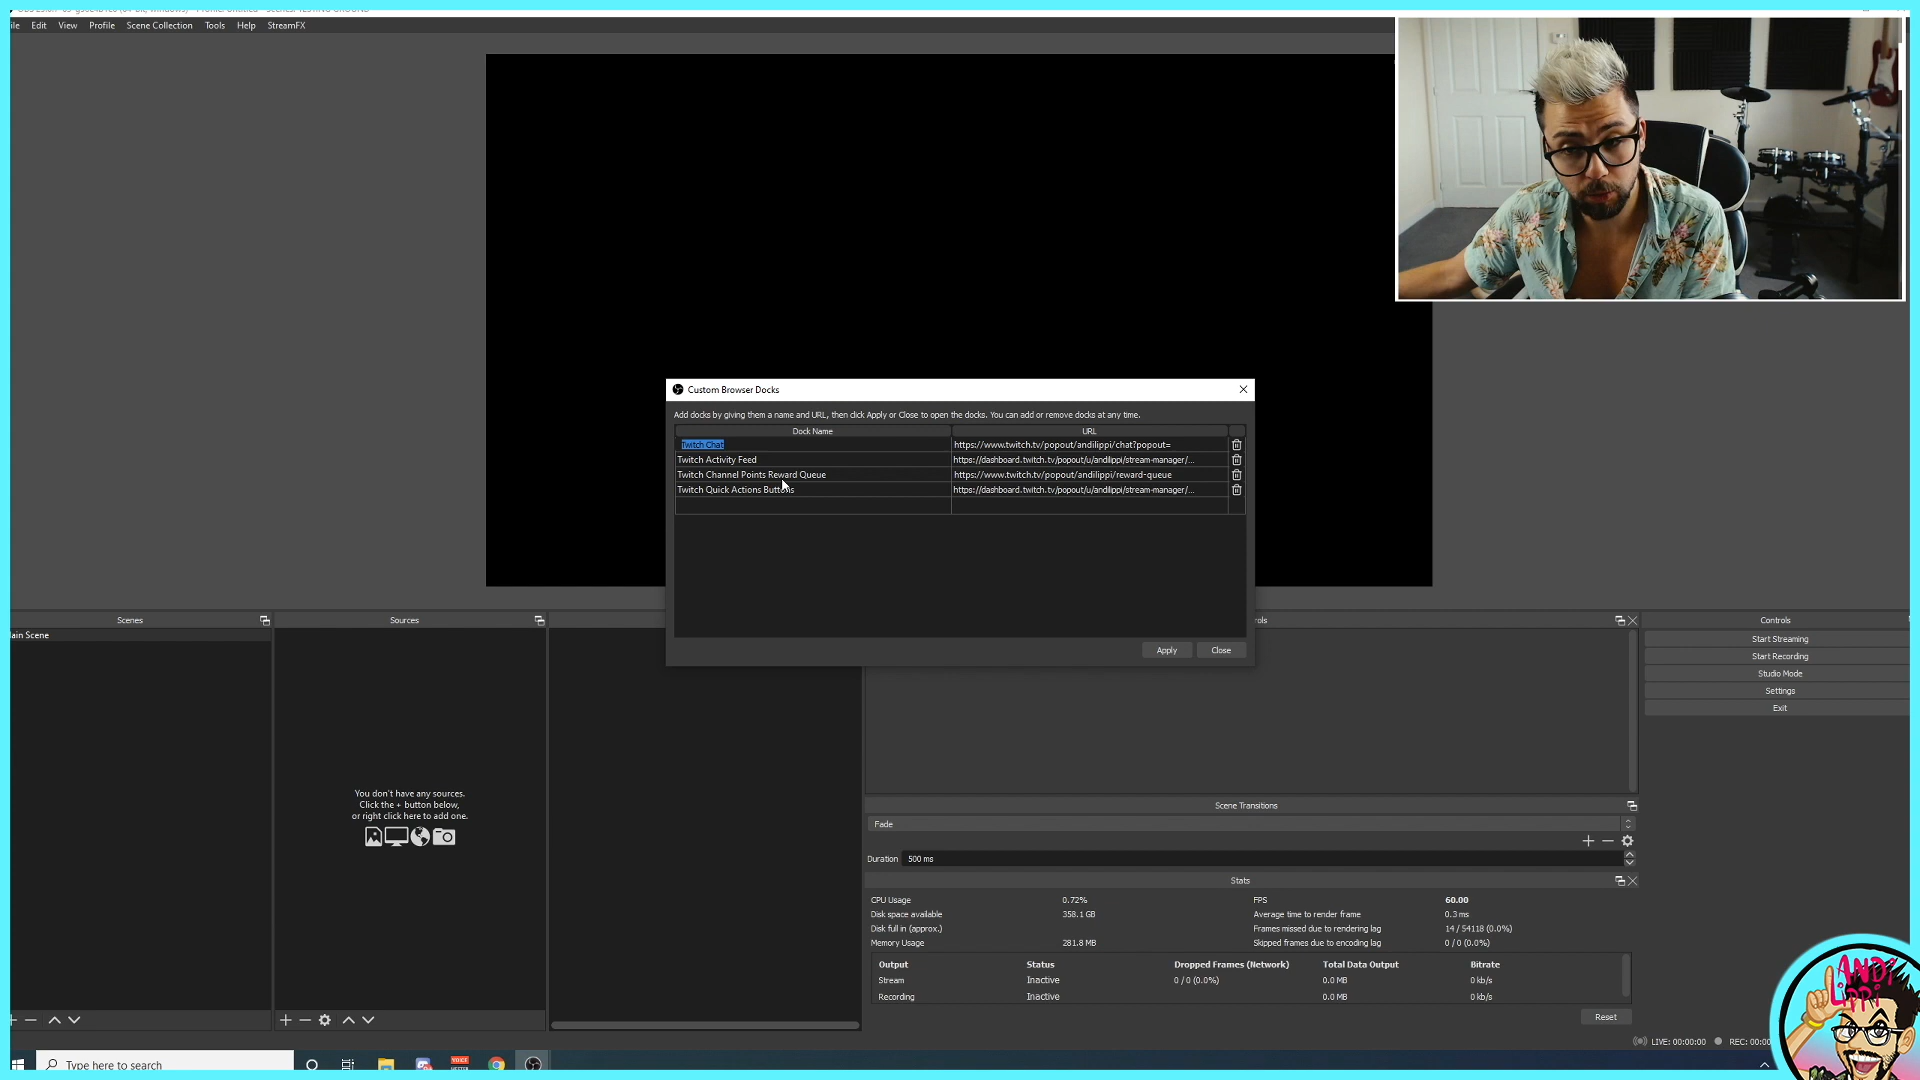 ile Edit View Profile Scene Collection Tools Help StreamFX
Custom Browser Docks
Add docks by giving them a name and URL, then click Apply or Close to open the docks. You can add or remove docks at any time.
Dock Name URL
Twitch Chat https://www.twitch.tv/popout/andilippi/chat?popout=
Twitch Activity Feed https://dashboard.twitch.tv/popout/u/andilippi/stream-manager/...
Twitch Channel Points Reward Queue https://www.twitch.tv/popout/andilippi/reward-queue
Twitch Quick Actions Buttons https://dashboard.twitch.tv/popout/u/andilippi/stream-manager/...
Apply Close
Scenes Sources ols Controls
ain Scene
Start Streaming
Start Recording
Studio Mode
Settings
Exit
You don't have any sources.
Click the + button below,
or right click here to add one.
Scene Transitions
Fade
Duration 500 ms
Stats
CPU Usage 0.72% FPS 60.00
Disk space available 358.1 GB Average time to render frame 0.3 ms
Disk full in (approx.) Frames missed due to rendering lag 14 / 54118 (0.0%)
Memory Usage 281.8 MB Skipped frames due to encoding lag 0 / 0 (0.0%)
Output Status Dropped Frames (Network) Total Data Output Bitrate
Stream Inactive 0 / 0 (0.0%) 0.0 MB 0 kb/s
Recording Inactive 0.0 MB 0 kb/s
Reset
LIVE: 00:00:00 REC: 00:00
Type here to search
VOICE
ANDI
LIPPI